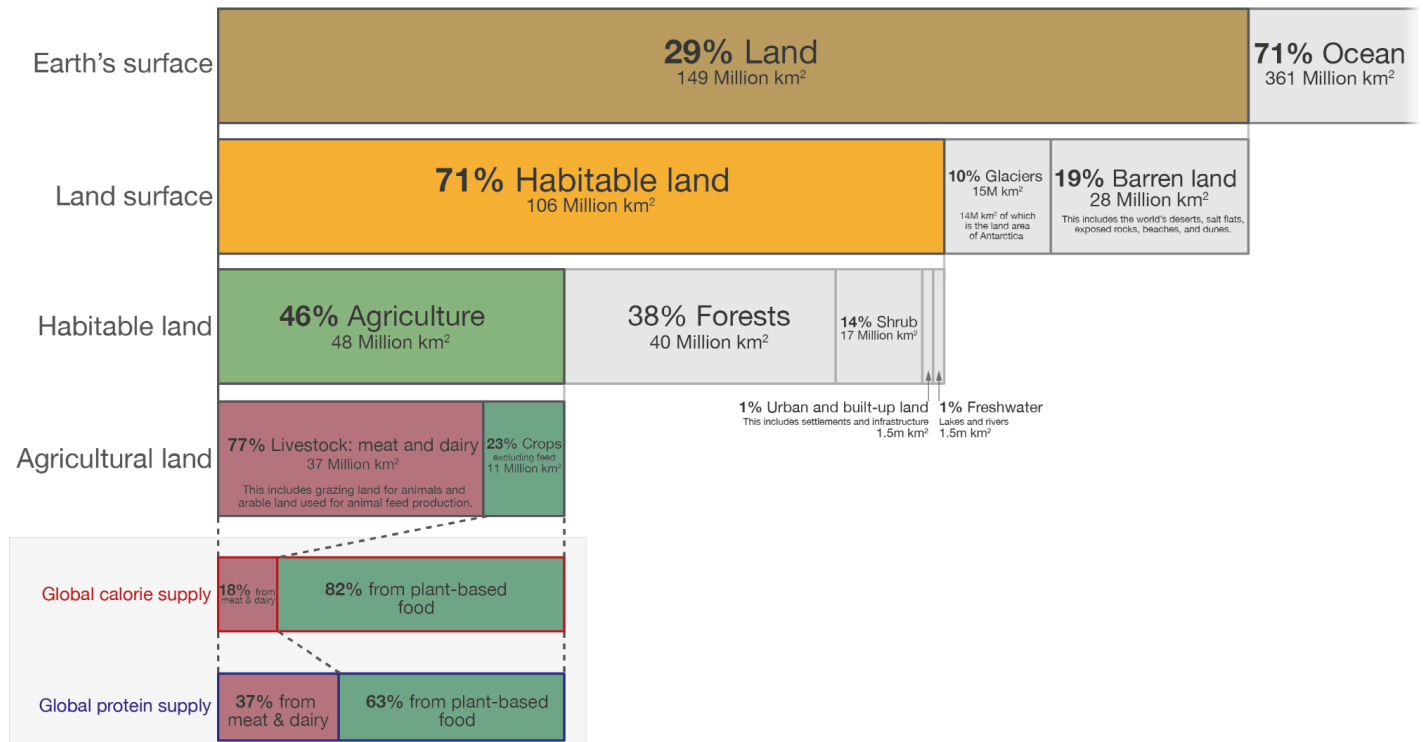 Earth's surface
29% Land
149 Million km²
71% Ocean
361 Million km²
Land surface
71% Habitable land
106 Million km²
10% Glaciers
15M km²
14M km² of which
is the land area
of Antarctica
19% Barren land
28 Million km²
This includes the world's deserts, salt flats,
exposed rocks, beaches, and dunes.
Habitable land
46% Agriculture
48 Million km²
38% Forests
40 Million km²
14% Shrub
17 Million km²
1% Urban and built-up land
This includes settlements and infrastructure
1.5m km²
1% Freshwater
Lakes and rivers
1.5m km²
Agricultural land
77% Livestock: meat and dairy
37 Million km²
This includes grazing land for animals and
arable land used for animal feed production.
23% Crops
excluding feed
11 Million km²
Global calorie supply
18% from
meat & dairy
82% from plant-based
food
Global protein supply
37% from
meat & dairy
63% from plant-based
food